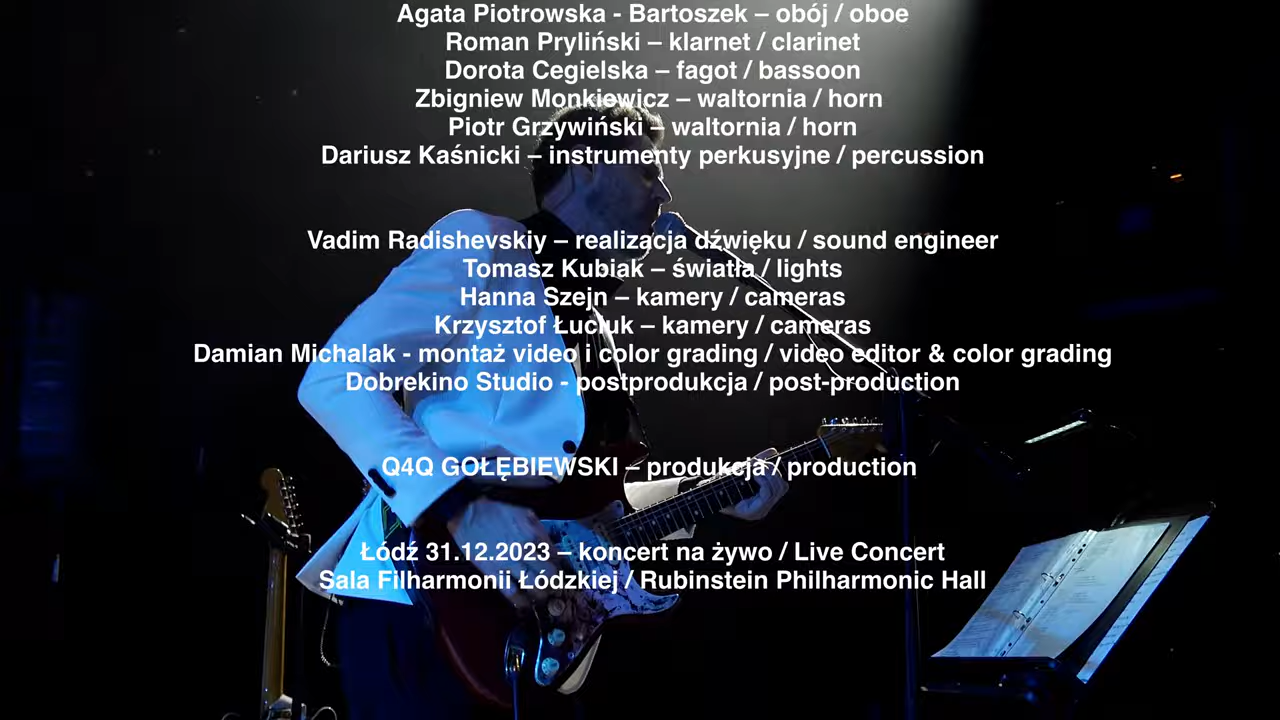 Agata Piotrowska - Bartoszek – obój / oboe
Roman Pryliński – klarnet / clarinet
Dorota Cegielska – fagot / bassoon
Zbigniew Monkiewicz – waltornia / horn
Piotr Grzywiński – waltornia / horn
Dariusz Kaśnicki – instrumenty perkusyjne / percussion
Vadim Radishevskiy – realizacja dźwięku / sound engineer
Tomasz Kubiak – światła / lights
Hanna Szejn – kamery / cameras
Krzysztof Łuciuk – kamery / cameras
Damian Michalak - montaż video i color grading / video editor & color grading
Dobrekino Studio - postprodukcja / post-production
Q4Q GOŁĘBIEWSKI – produkcja / production
Łódź 31.12.2023 – koncert na żywo / Live Concert
Sala Filharmonii Łódzkiej / Rubinstein Philharmonic Hall